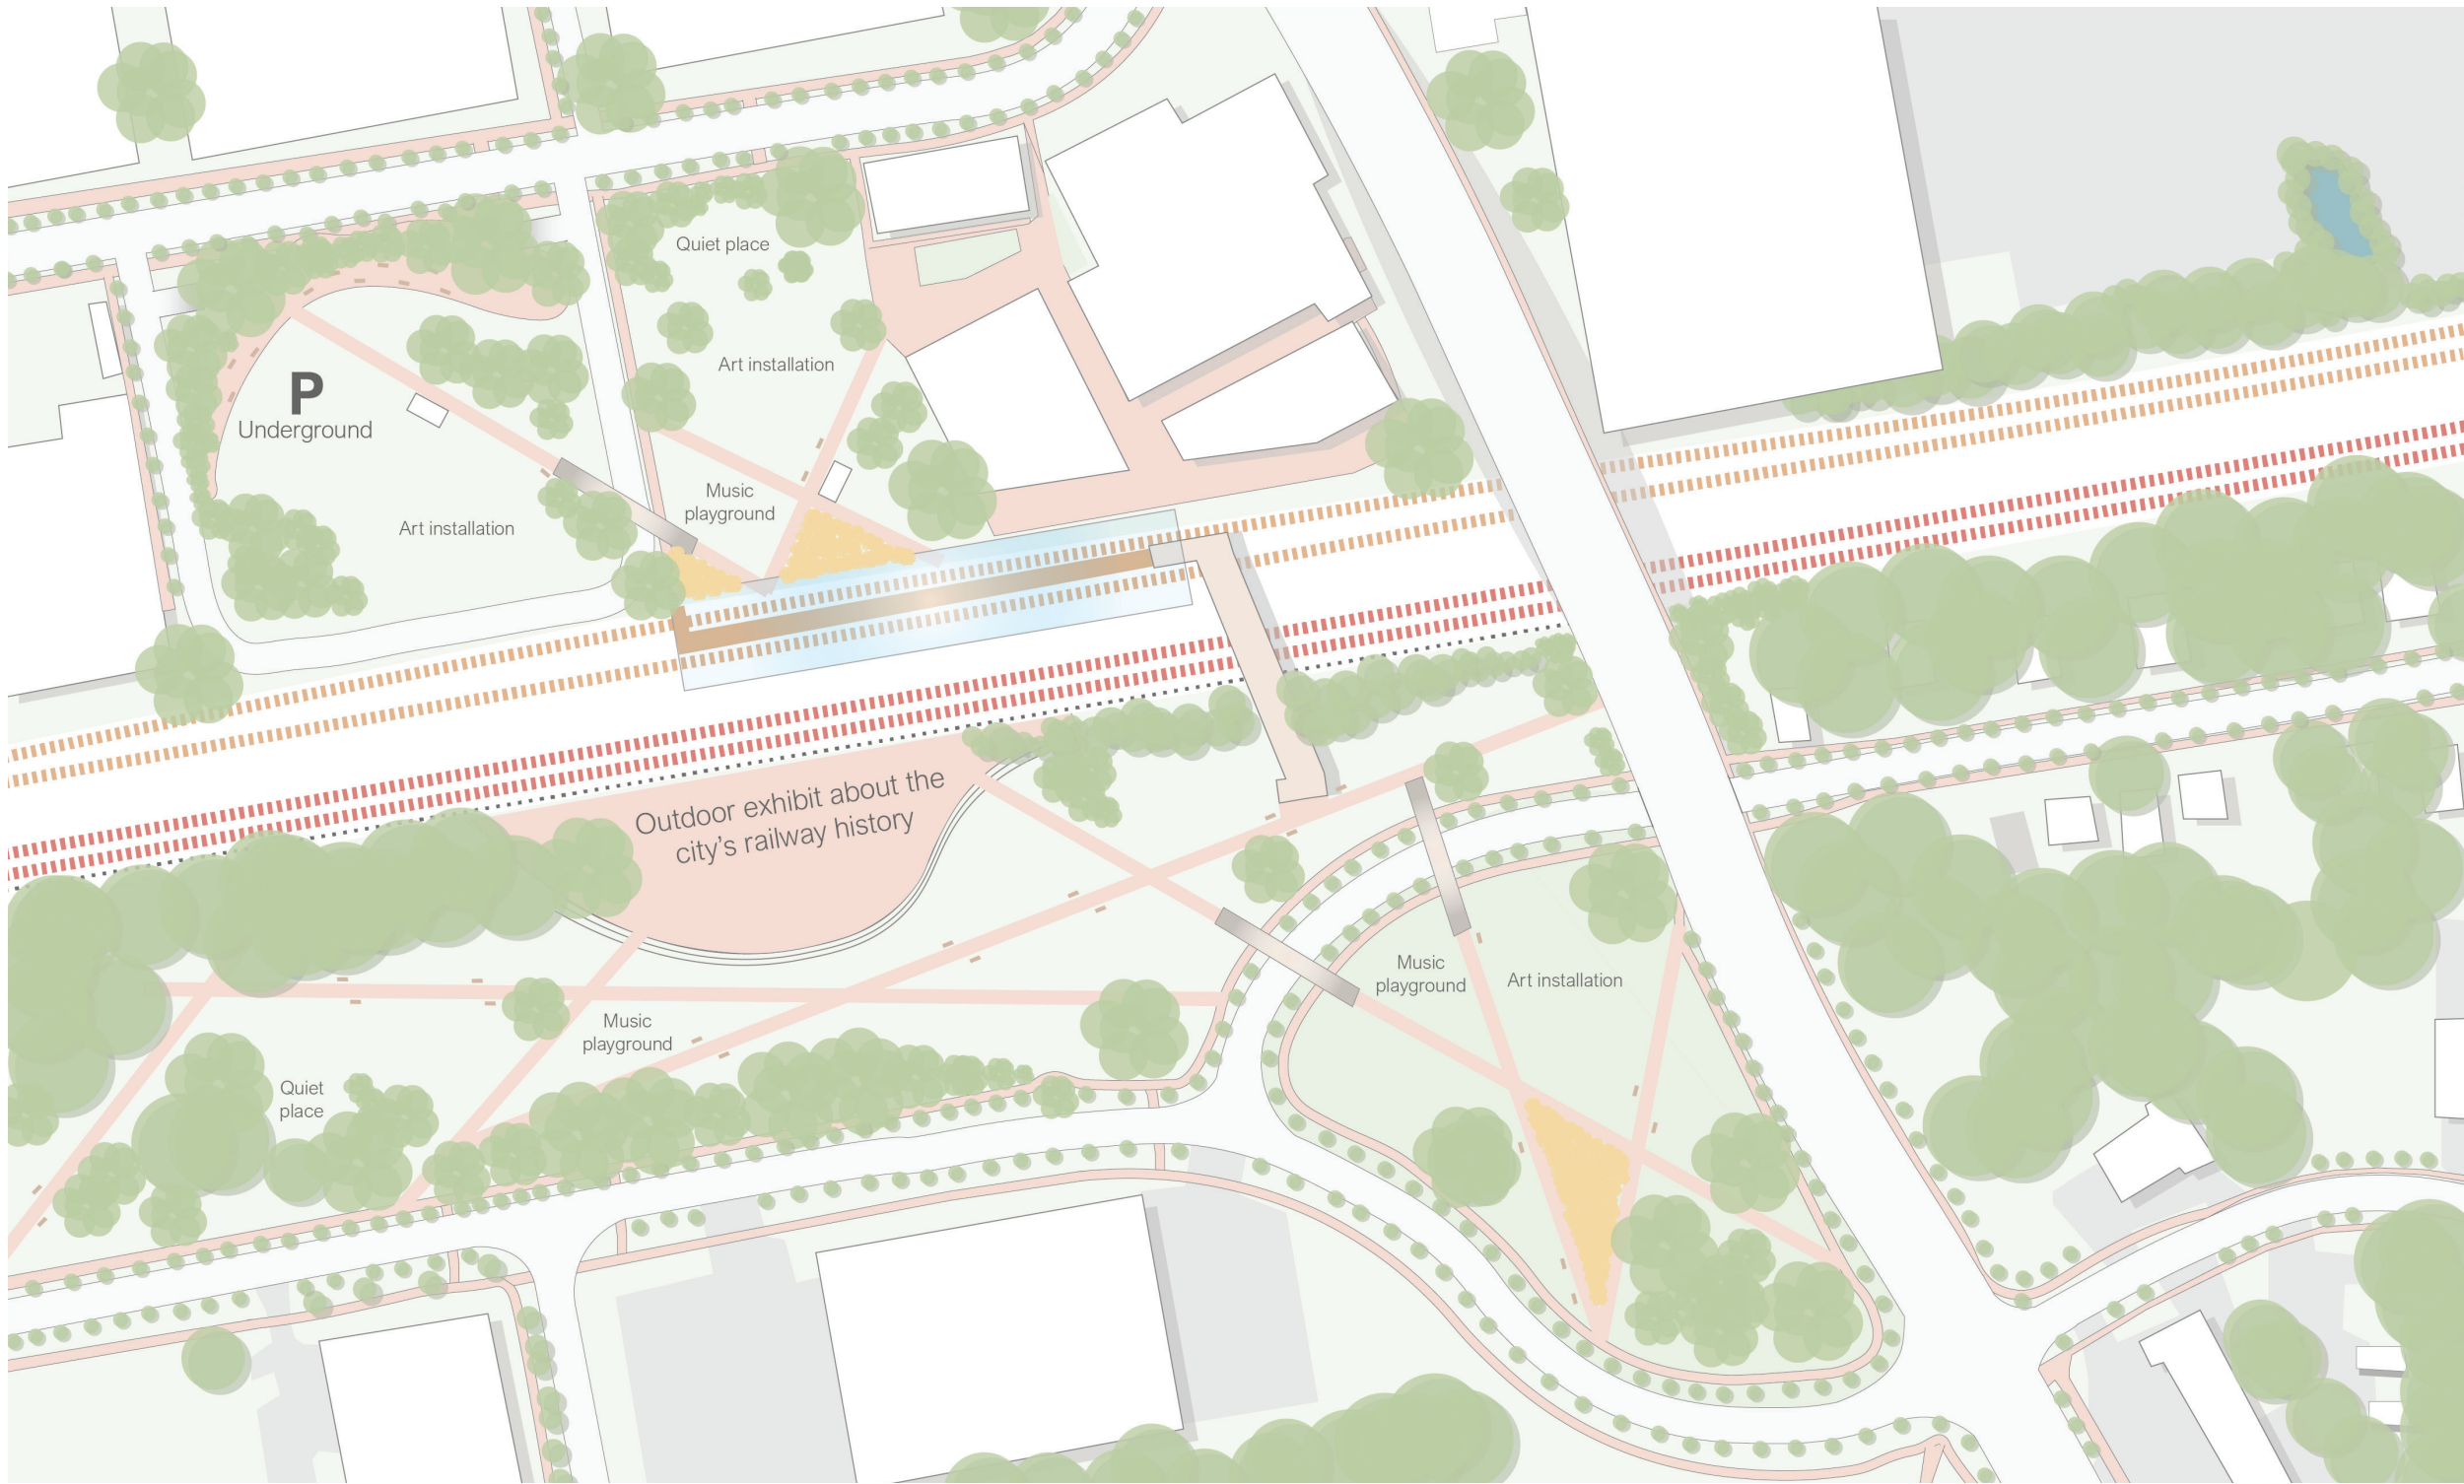 Quiet place
Art installation
P
Underground
Music
playground
Art installation
Outdoor exhibit about the
city's railway history
Music
playground
Art installation
Music
playground
Quiet
place